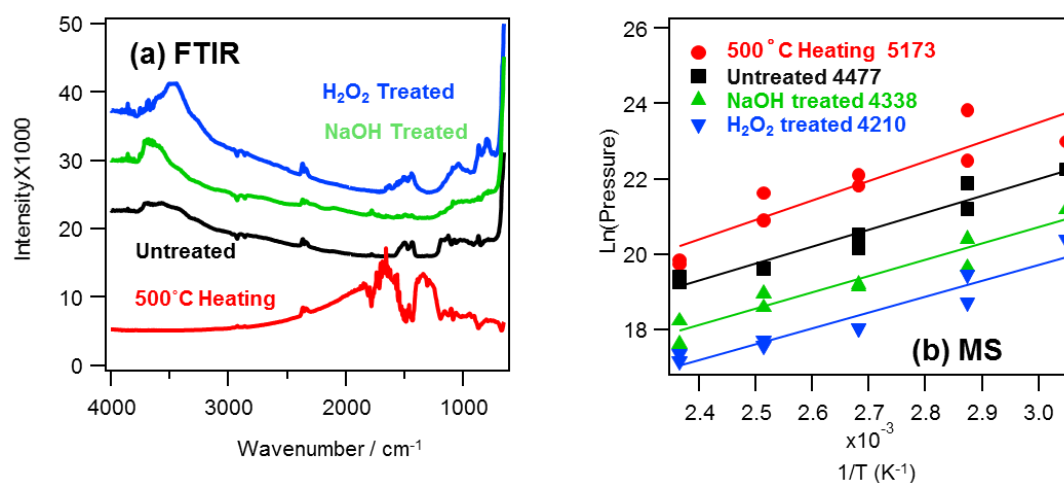 (a) FTIR
H₂O₂ Treated
NaOH Treated
Untreated
500°C Heating
IntensityX1000
50
40
30
20
10
0
4000 3000 2000 1000
Wavenumber / cm⁻¹
500°C Heating 5173
Untreated 4477
NaOH treated 4338
H₂O₂ treated 4210
(b) MS
Ln(Pressure)
26
24
22
20
18
2.4 2.5 2.6 2.7 2.8 2.9 3.0
x10⁻³
1/T (K⁻¹)